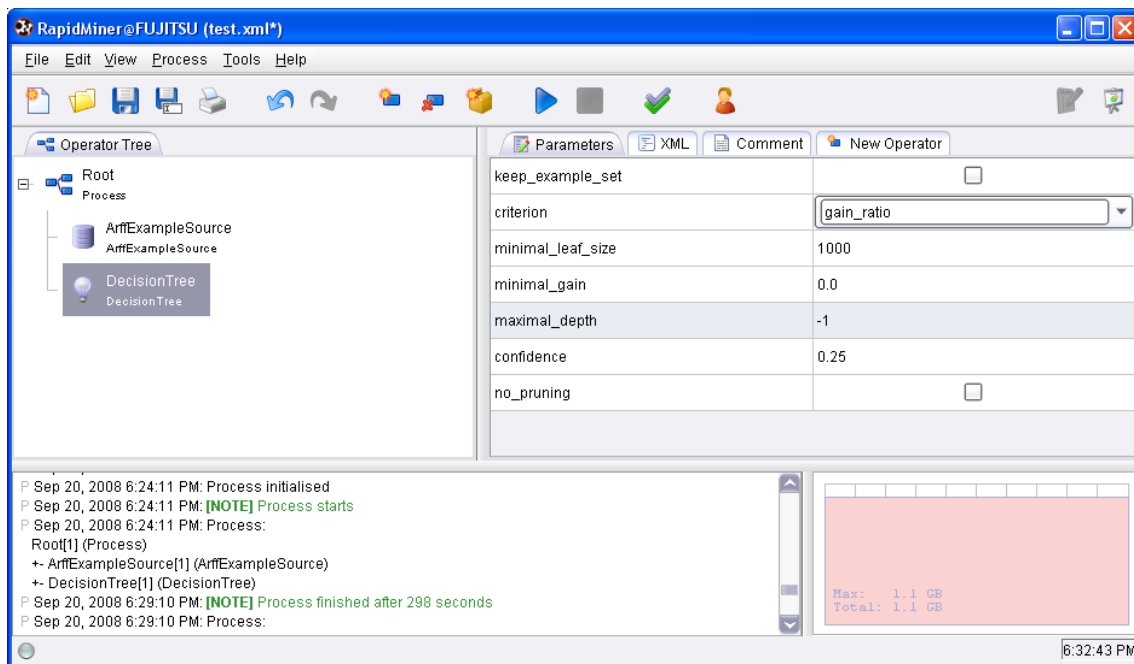 RapidMiner@FUJITSU (test.xml*)
File Edit View Process Tools Help
Operator Tree
Root
Process
ArffExampleSource
ArffExampleSource
DecisionTree
DecisionTree
Parameters XML Comment New Operator
keep_example_set
criterion gain_ratio
minimal_leaf_size 1000
minimal_gain 0.0
maximal_depth -1
confidence 0.25
no_pruning
P Sep 20, 2008 6:24:11 PM: Process initialised
P Sep 20, 2008 6:24:11 PM: [NOTE] Process starts
P Sep 20, 2008 6:24:11 PM: Process:
Root[1] (Process)
+- ArffExampleSource[1] (ArffExampleSource)
+- DecisionTree[1] (DecisionTree)
P Sep 20, 2008 6:29:10 PM: [NOTE] Process finished after 298 seconds
P Sep 20, 2008 6:29:10 PM: Process:
Max: 1.1 GB
Total: 1.1 GB
6:32:43 PM